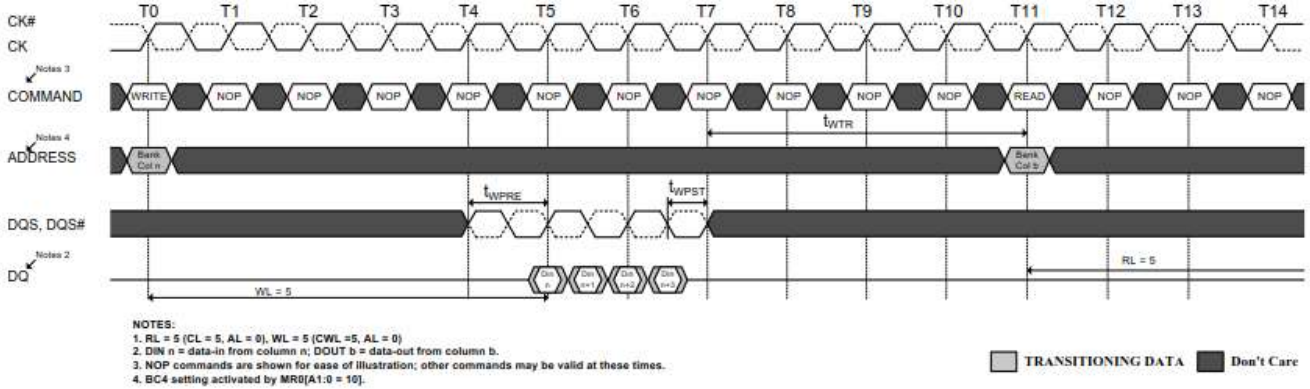 T0 T1 T2 T3 T4 T5 T6 T7 T8 T9 T10 T11 T12 T13 T14
CK#
CK
Notes 3
COMMAND WRITE NOP NOP NOP NOP NOP NOP NOP NOP NOP NOP READ NOP NOP NOP
tWTR
Notes 4
ADDRESS
Bank
Col n
Bank
Col b
tWPRE
tWPST
DQS, DQS#
Notes 2
DQ
Din
n
Din
n+1
Din
n+2
Din
n+3
WL = 5
RL = 5
NOTES:
1. RL = 5 (CL = 5, AL = 0), WL = 5 (CWL =5, AL = 0)
2. DIN n = data-in from column n; DOUT b = data-out from column b.
3. NOP commands are shown for ease of illustration; other commands may be valid at these times.
4. BC4 setting activated by MR0[A1:0 = 10].
TRANSITIONING DATA
Don't Care